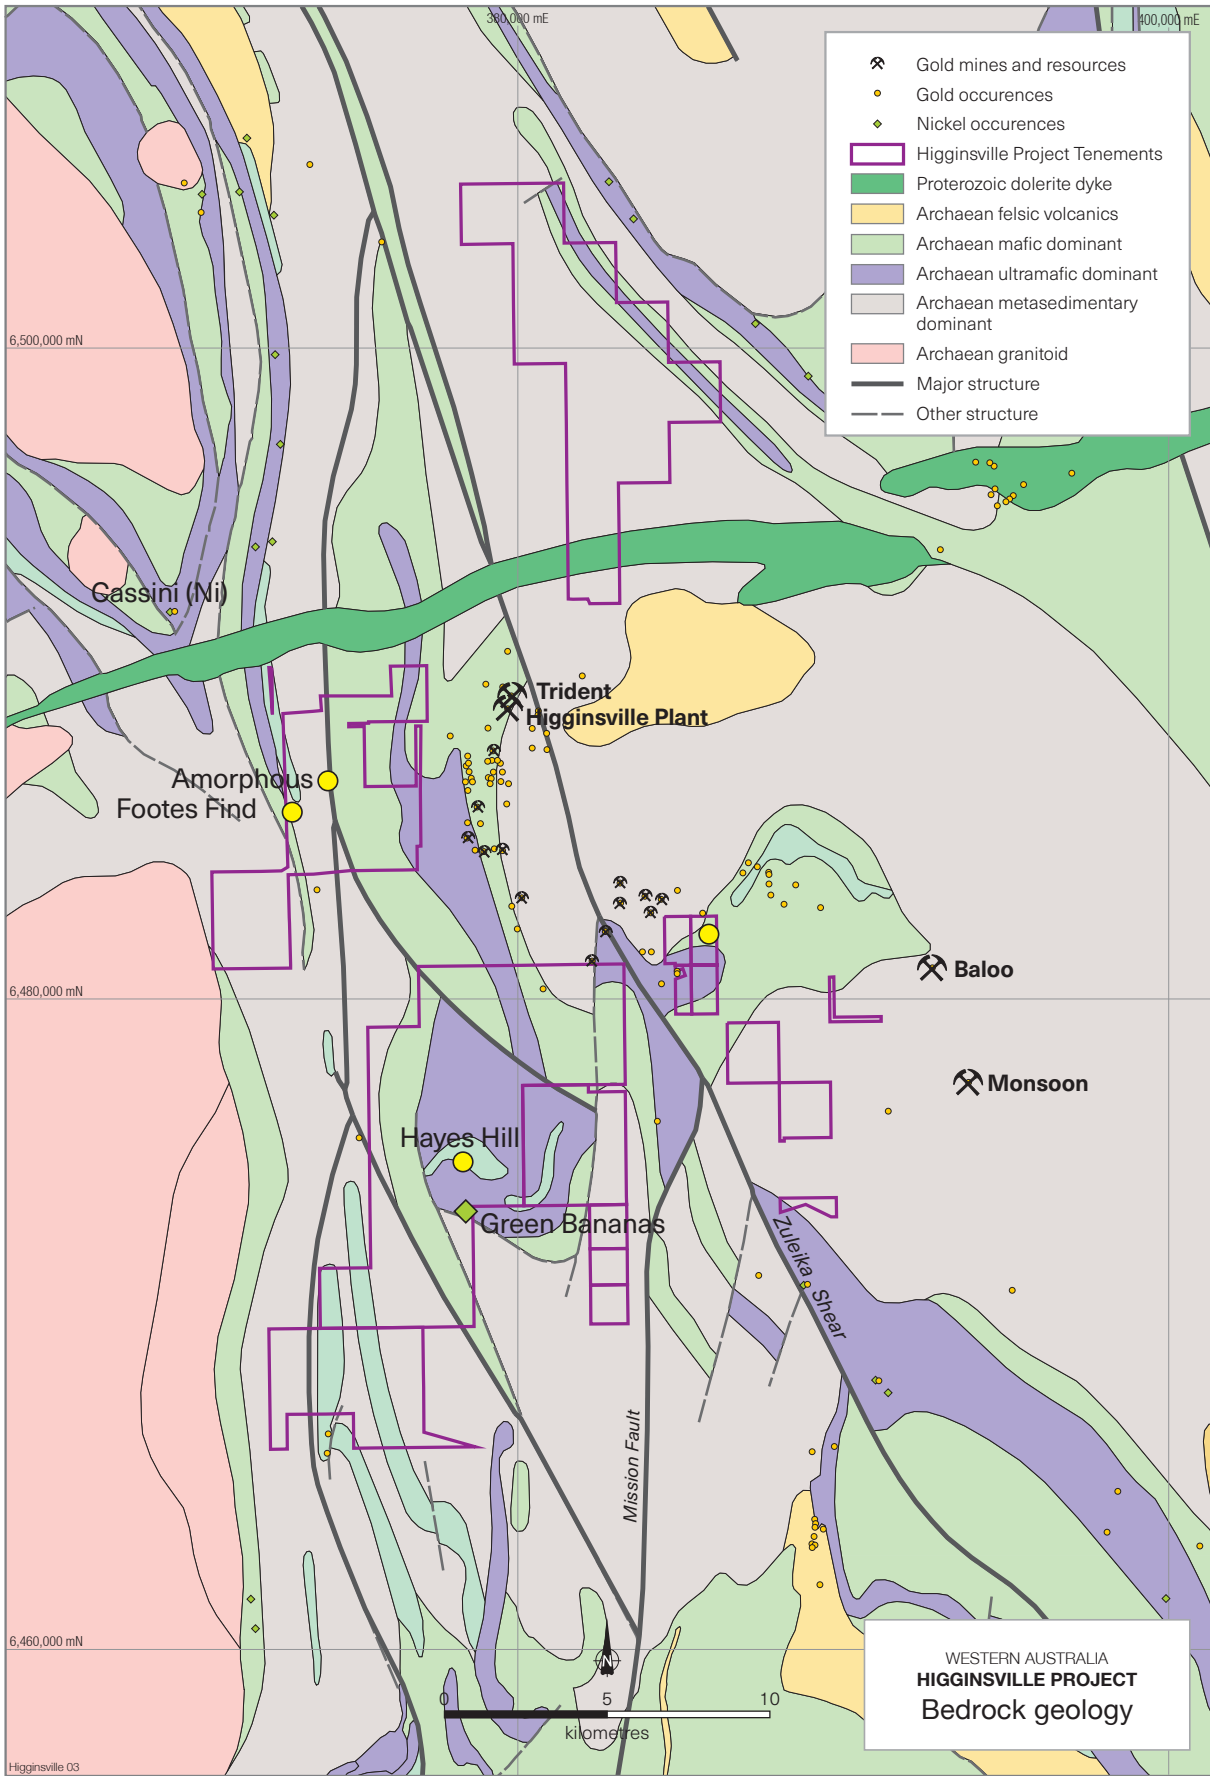 380,000 mE
400,000 mE
Gold mines and resources
Gold occurences
Nickel occurences
Higginsville Project Tenements
Proterozoic dolerite dyke
Archaean felsic volcanics
Archaean mafic dominant
Archaean ultramafic dominant
Archaean metasedimentary
dominant
Archaean granitoid
Major structure
Other structure
6,500,000 mN
Cassini (Ni)
Trident
Higginsville Plant
Amorphous
Footes Find
Baloo
6,480,000 mN
Monsoon
Hayes Hill
Green Bananas
Zuleika Shear
Mission Fault
6,460,000 mN
N
0 5 10
kilometres
WESTERN AUSTRALIA
HIGGINSVILLE PROJECT
Bedrock geology
Higginsville 03